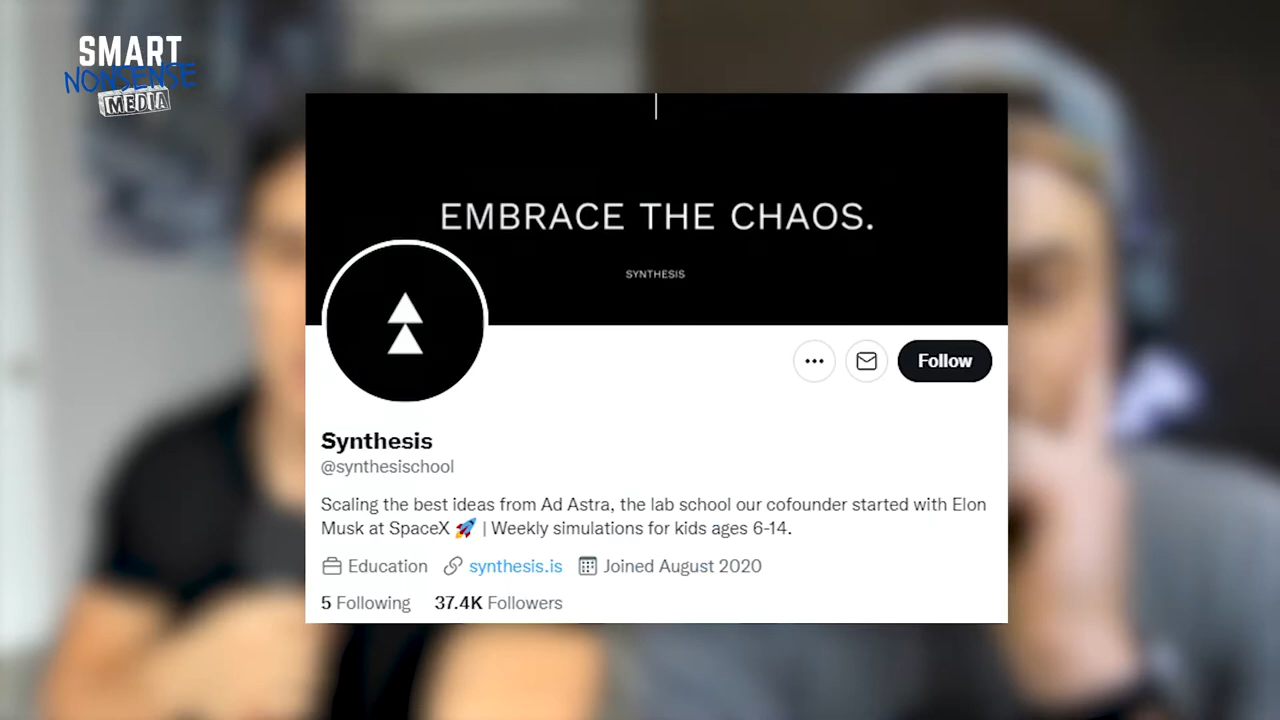 SMART
NONSENSE
MEDIA
EMBRACE THE CHAOS.
SYNTHESIS
Follow
Synthesis
@synthesischool
Scaling the best ideas from Ad Astra, the lab school our cofounder started with Elon
Musk at SpaceX 🚀 | Weekly simulations for kids ages 6-14.
Education synthesis.is Joined August 2020
5 Following 37.4K Followers